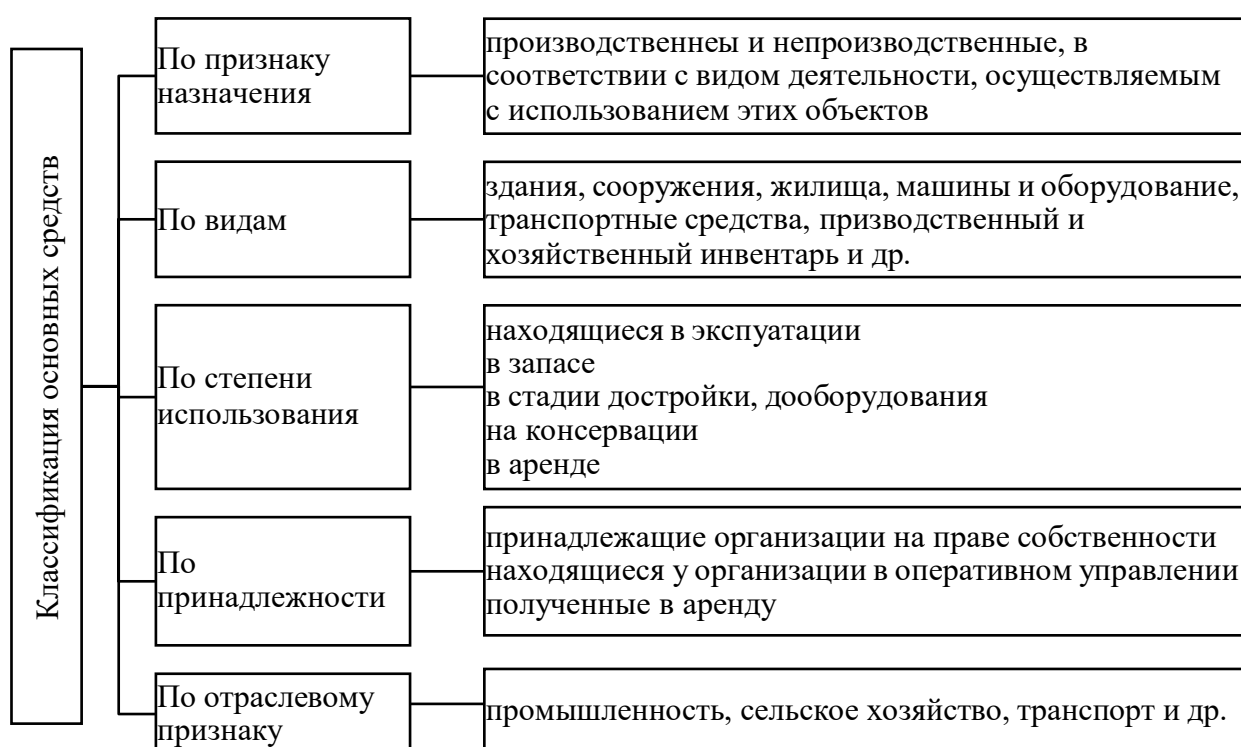 Классификация основных средств
По признаку
назначения
производственнеы и непроизводственные, в
соответствии с видом деятельности, осуществляемым
с использованием этих объектов
По видам
здания, сооружения, жилища, машины и оборудование,
транспортные средства, призводственный и
хозяйственный инвентарь и др.
По степени
использования
находящиеся в экспуатации
в запасе
в стадии достройки, дооборудования
на консервации
в аренде
По
принадлежности
принадлежащие организации на праве собственности
находящиеся у организации в оперативном управлении
полученные в аренду
По отраслевому
признаку
промышленность, сельское хозяйство, транспорт и др.